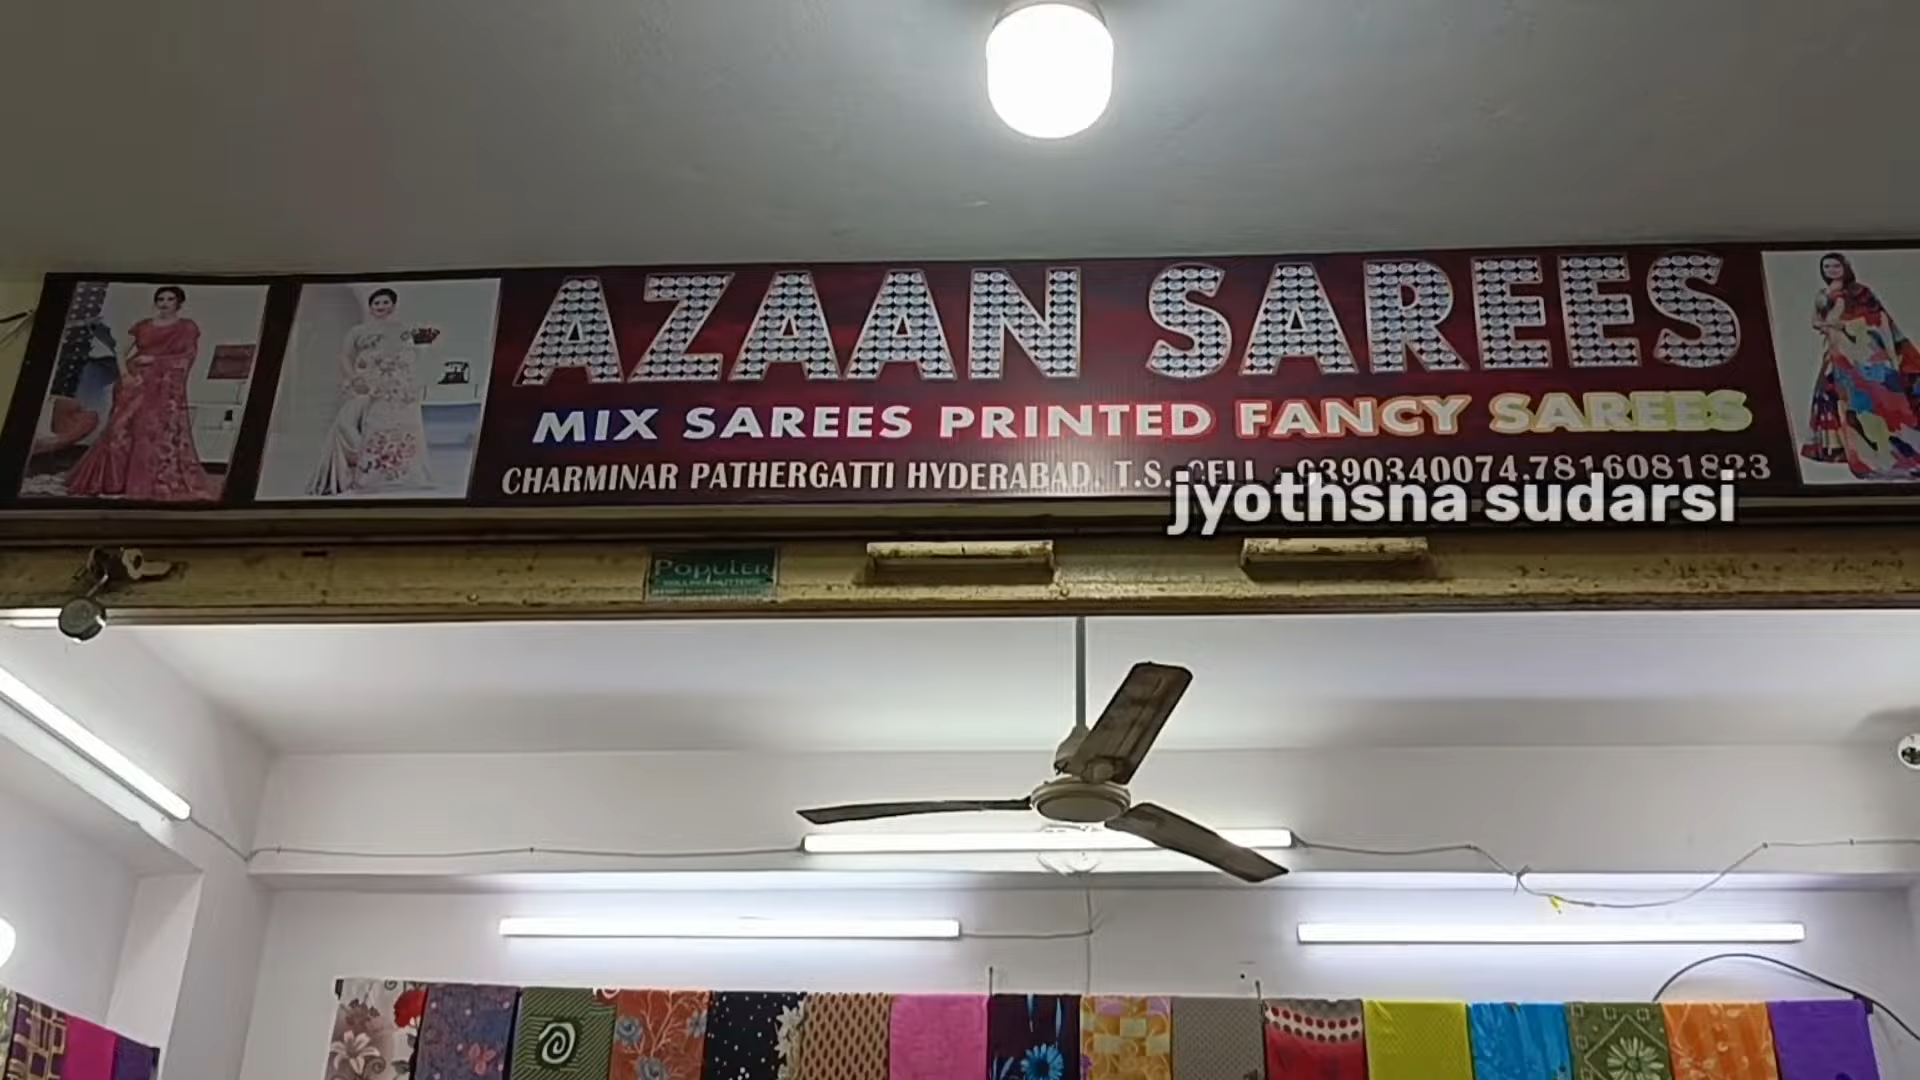 AZAAN SAREES
MIX SAREES PRINTED FANCY SAREES
CHARMINAR PATHERGATTI HYDERABAD. T.S. CELL : 9390340074.7816081823
jyothsna sudarsi
POPULER